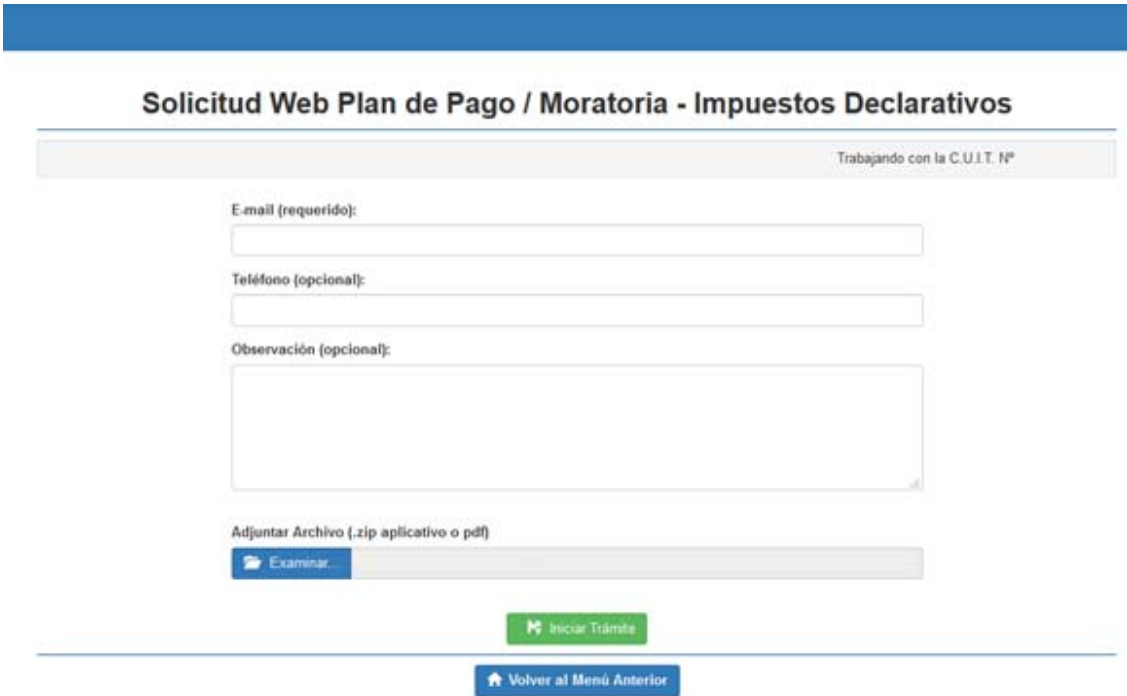 Solicitud Web Plan de Pago / Moratoria - Impuestos Declarativos
Trabajando con la C.U.I.T. Nº
E-mail (requerido):
Teléfono (opcional):
Observación (opcional):
Adjuntar Archivo (.zip aplicativo o pdf)
Examinar...
Iniciar Trámite
Volver al Menú Anterior